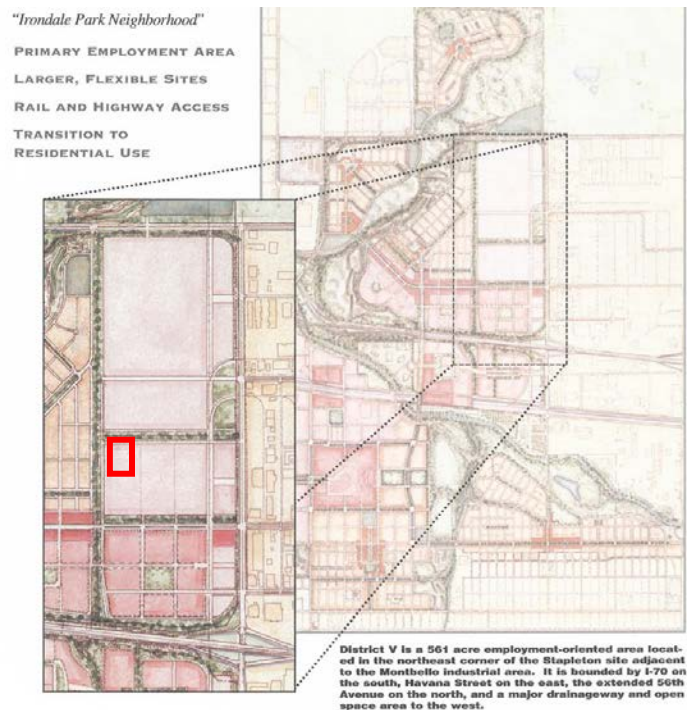 “Irondale Park Neighborhood”
PRIMARY EMPLOYMENT AREA
LARGER, FLEXIBLE SITES
RAIL AND HIGHWAY ACCESS
TRANSITION TO
RESIDENTIAL USE
District V is a 561 acre employment-oriented area locat-
ed in the northeast corner of the Stapleton site adjacent
to the Montbello industrial area. It is bounded by I-70 on
the south, Havana Street on the east, the extended 56th
Avenue on the north, and a major drainageway and open
space area to the west.